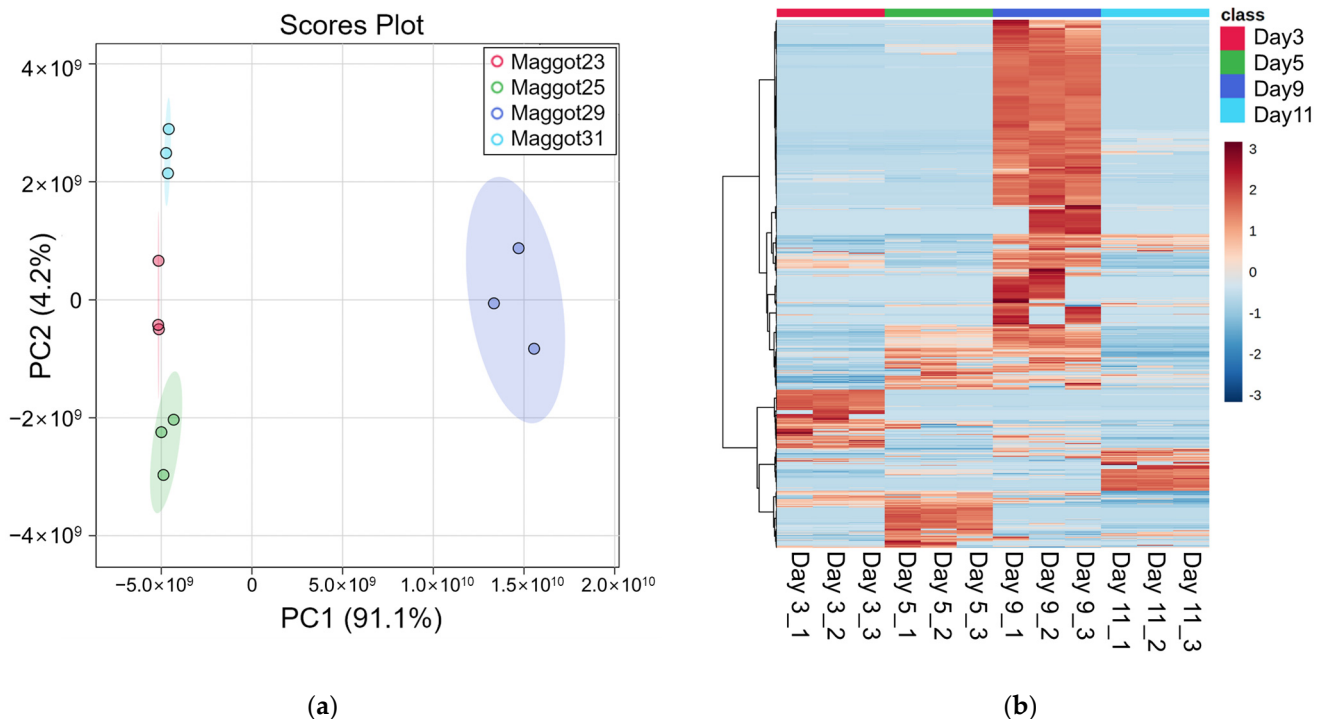 Scores Plot
Maggot23
Maggot25
Maggot29
Maggot31
4×10⁹
2×10⁹
0
−2×10⁹
−4×10⁹
PC2 (4.2%)
−5.0×10⁹ 0 5.0×10⁹ 1.0×10¹⁰ 1.5×10¹⁰ 2.0×10¹⁰
PC1 (91.1%)
(a)
class
Day3
Day5
Day9
Day11
3
2
1
0
-1
-2
-3
Day 3_1
Day 3_2
Day 3_3
Day 5_1
Day 5_2
Day 5_3
Day 9_1
Day 9_2
Day 9_3
Day 11_1
Day 11_2
Day 11_3
(b)